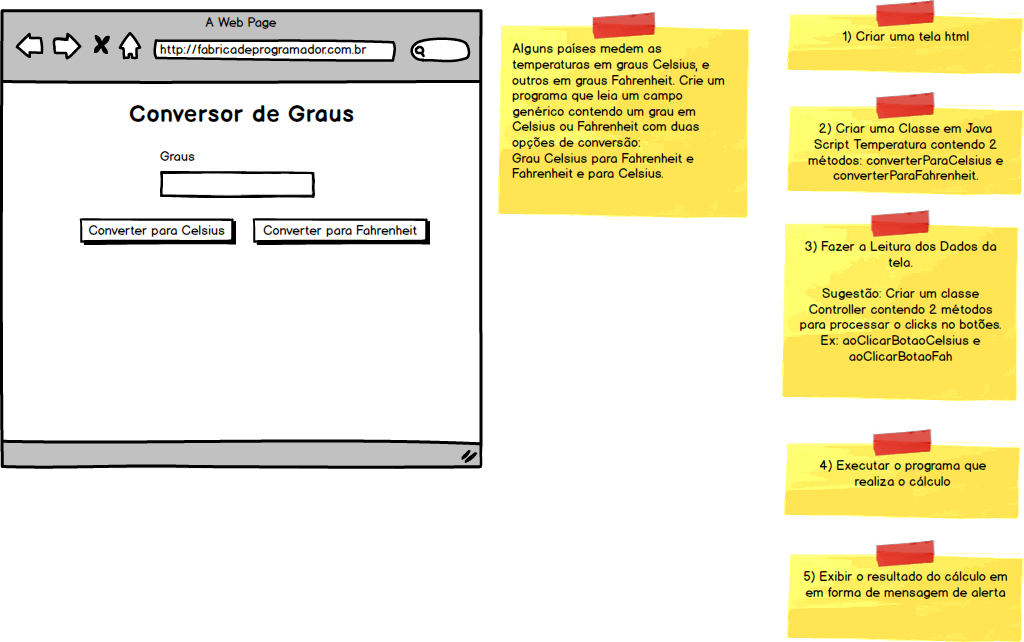 A Web Page
http://fabricadeprogramador.com.br
Conversor de Graus
Graus
Converter para Celsius
Converter para Fahrenheit
Alguns países medem as
temperaturas em graus Celsius, e
outros em graus Fahrenheit. Crie um
programa que leia um campo
genérico contendo um grau em
Celsius ou Fahrenheit com duas
opções de conversão:
Grau Celsius para Fahrenheit e
Fahrenheit e para Celsius.
1) Criar uma tela html
2) Criar uma Classe em Java
Script Temperatura contendo 2
métodos: converterParaCelsius e
converterParaFahrenheit.
3) Fazer a Leitura dos Dados da
tela.
Sugestão: Criar um classe
Controller contendo 2 métodos
para processar o clicks no botões.
Ex: aoClicarBotaoCelsius e
aoClicarBotaoFah
4) Executar o programa que
realiza o cálculo
5) Exibir o resultado do cálculo em
em forma de mensagem de alerta